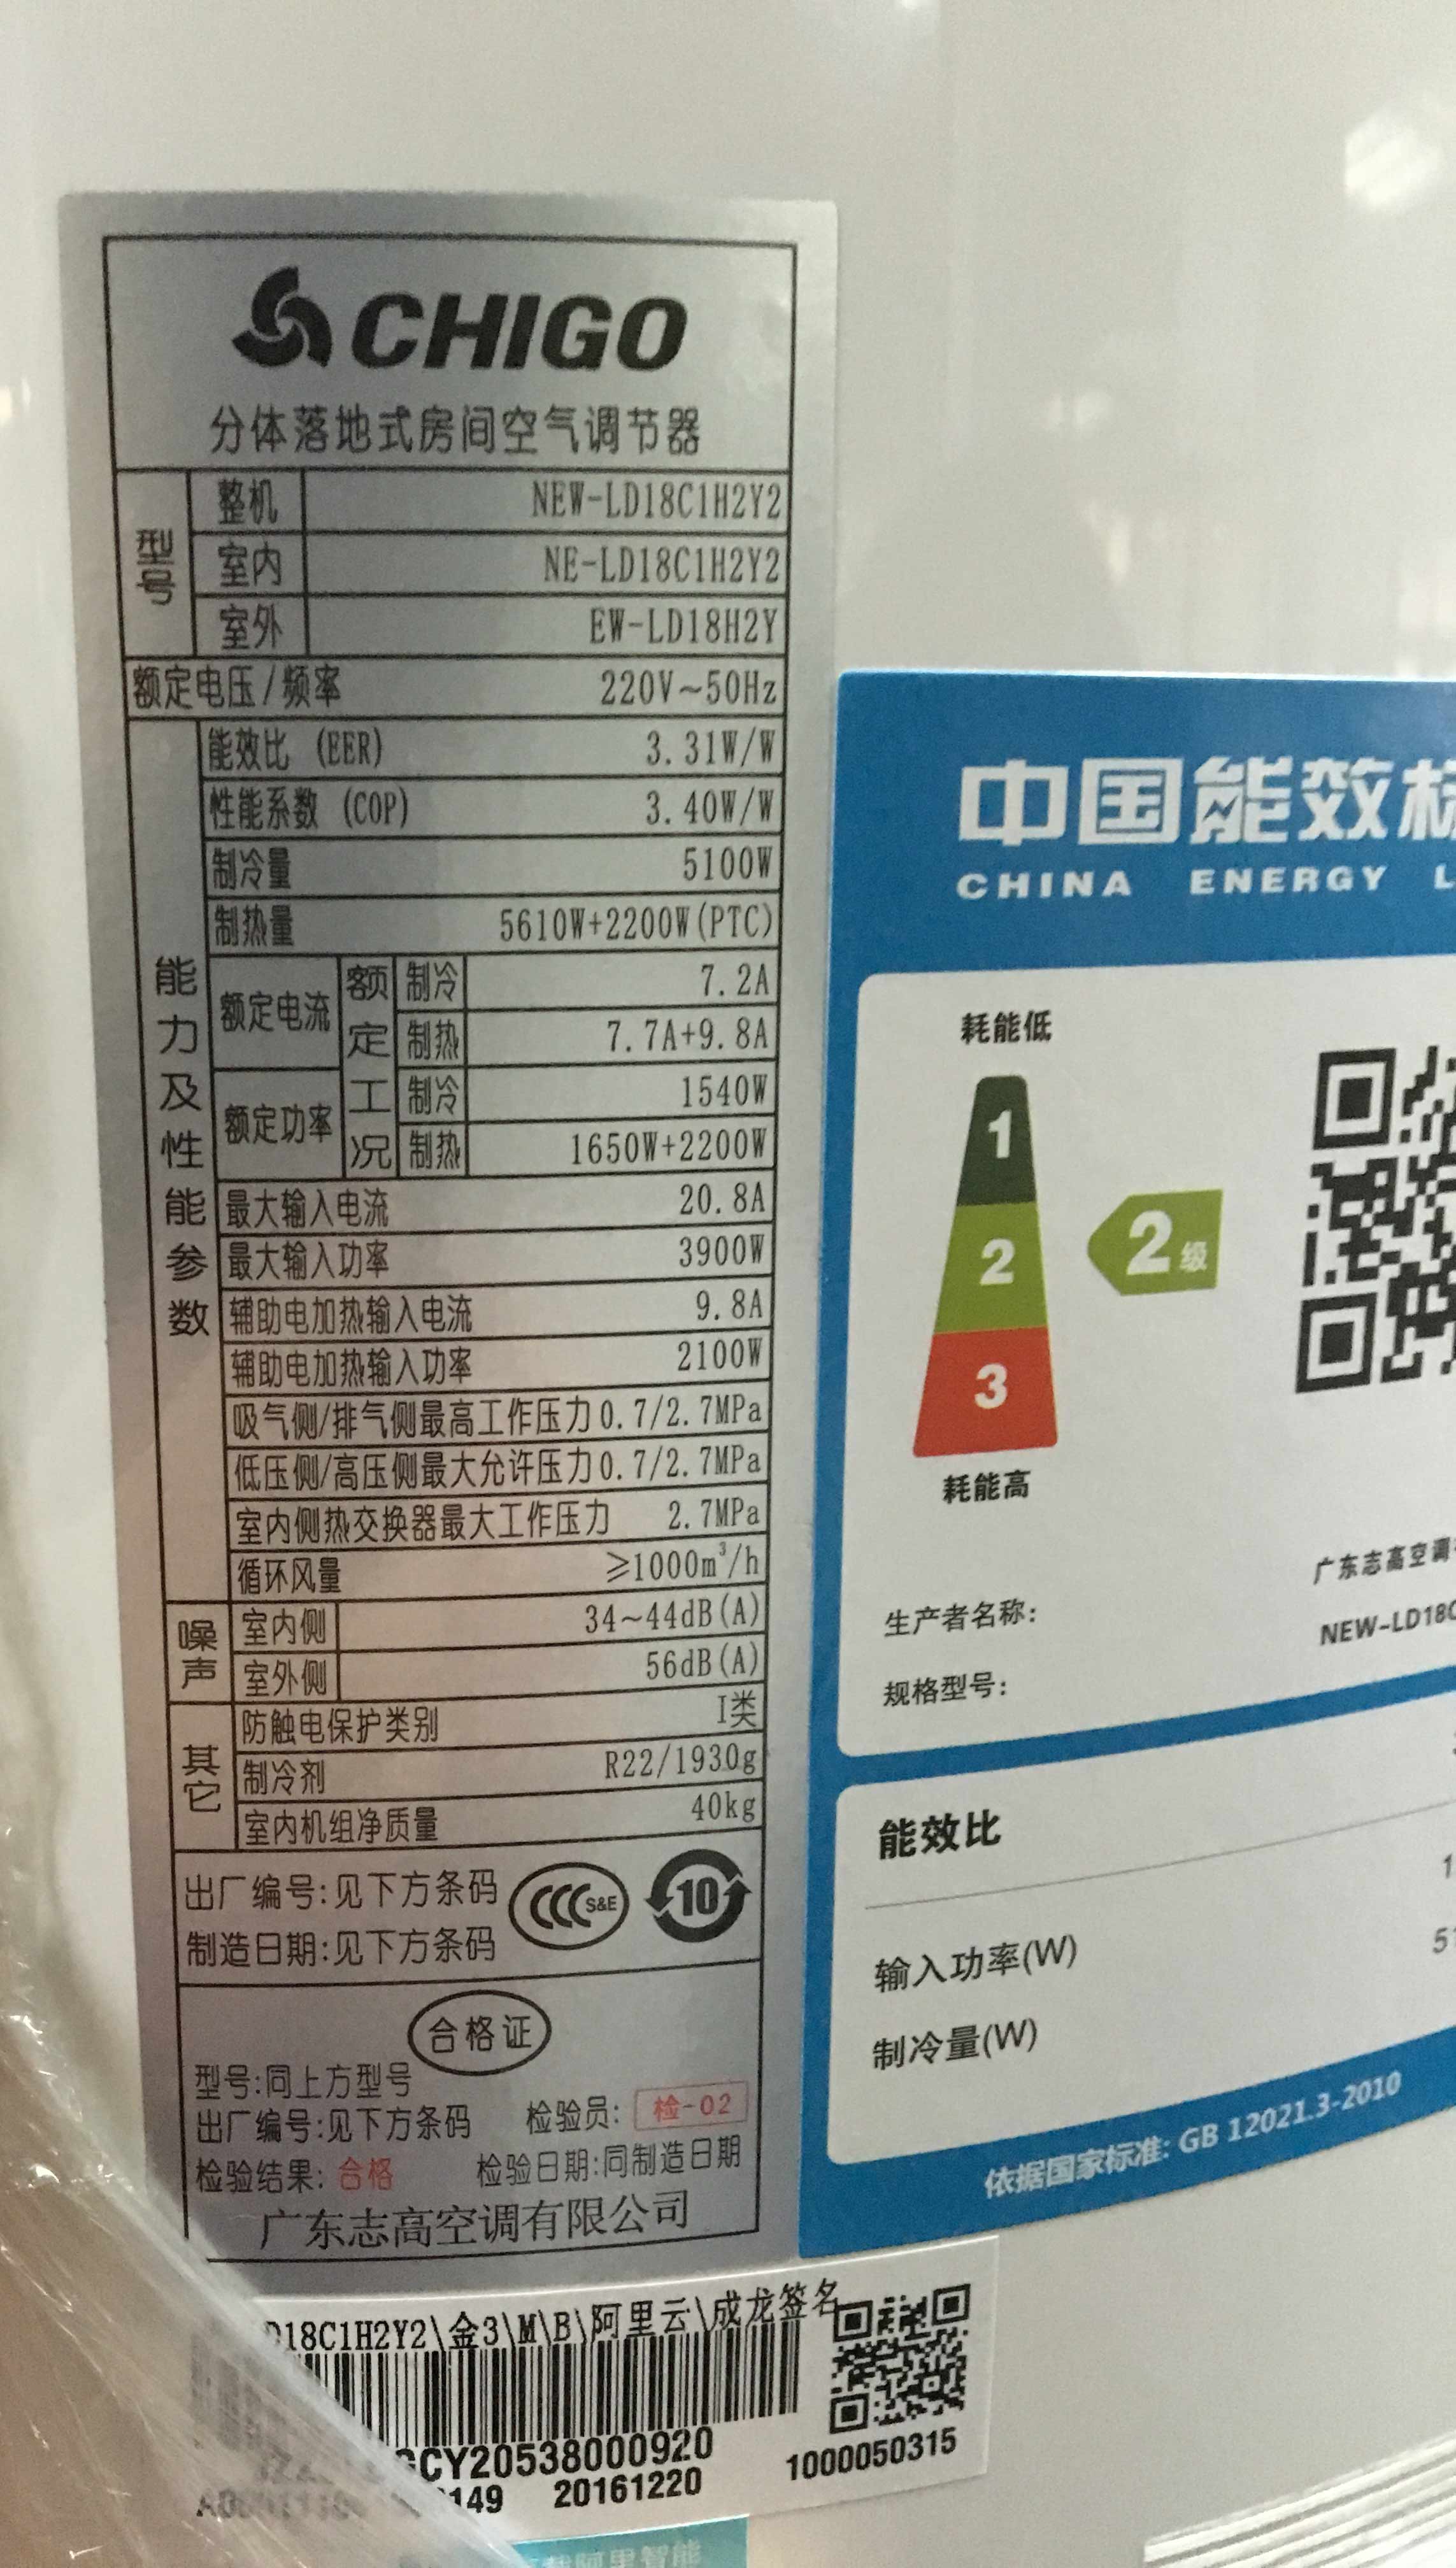 CHIGO
分体落地式房间空气调节器
型号
整机 NEW-LD18C1H2Y2
室内 NE-LD18C1H2Y2
室外 EW-LD18H2Y
额定电压/频率 220V~50Hz
能力及性能参数
能效比 (EER) 3.31W/W
性能系数 (COP) 3.40W/W
制冷量 5100W
制热量 5610W+2200W(PTC)
额定电流 额定工况 制冷 7.2A
制热 7.7A+9.8A
额定功率 制冷 1540W
制热 1650W+2200W
最大输入电流 20.8A
最大输入功率 3900W
辅助电加热输入电流 9.8A
辅助电加热输入功率 2100W
吸气侧/排气侧最高工作压力 0.7/2.7MPa
低压侧/高压侧最大允许压力 0.7/2.7MPa
室内侧热交换器最大工作压力 2.7MPa
循环风量 ≥1000m³/h
噪声
室内侧 34~44dB(A)
室外侧 56dB(A)
其它
防触电保护类别 I类
制冷剂 R22/1930g
室内机组净质量 40kg
出厂编号:见下方条码
制造日期:见下方条码
CCC S&E 10
合格证
型号:同上方型号
出厂编号:见下方条码 检验员: 检-02
检验结果: 合格 检验日期:同制造日期
广东志高空调有限公司
D18C1H2Y2\金3\M\B\阿里云\成龙签名
GCY20538000920
149 20161220
1000050315
阿里智能
中国能效标
CHINA ENERGY L
耗能低
1
2
3
2级
耗能高
广东志高空调
生产者名称:
NEW-LD18C
规格型号:
能效比
输入功率(W)
制冷量(W)
依据国家标准: GB 12021.3-2010